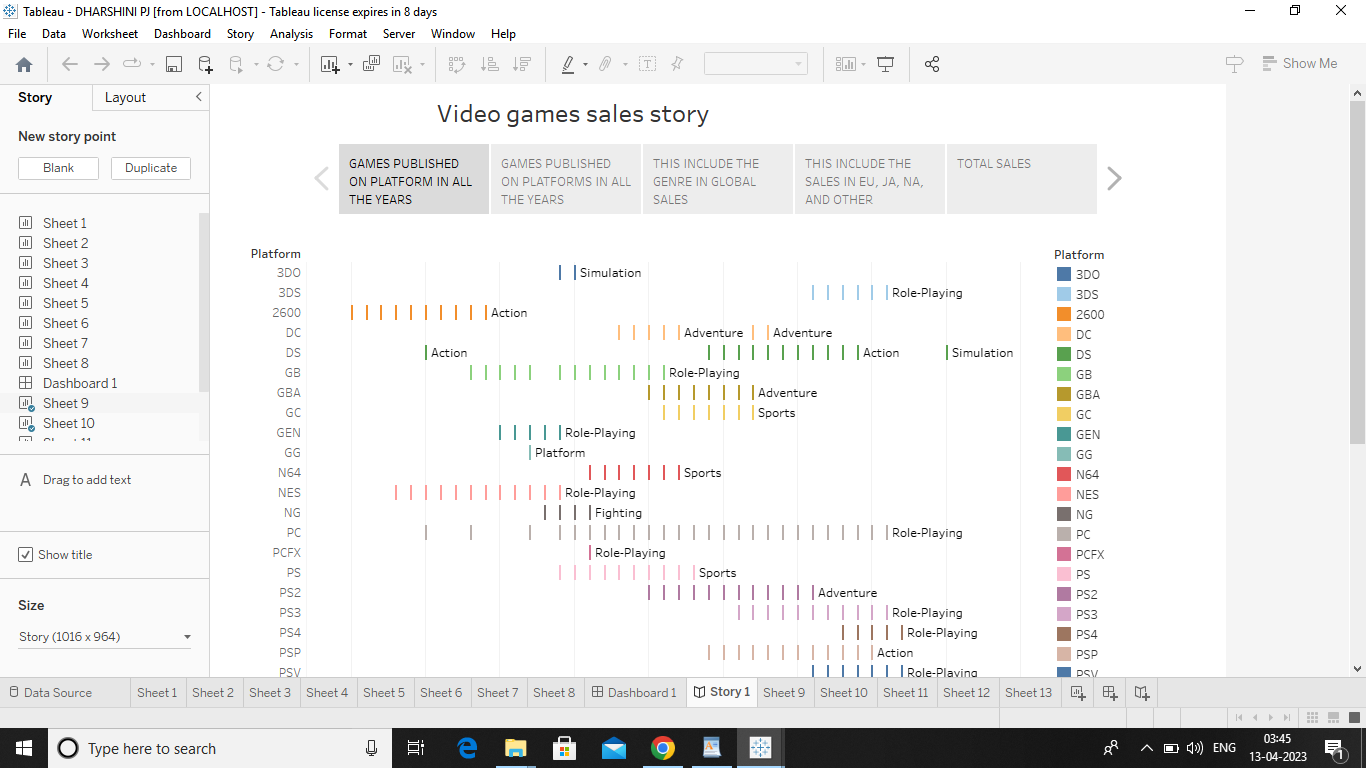 Tableau - DHARSHINI PJ [from LOCALHOST] - Tableau license expires in 8 days
File Data Worksheet Dashboard Story Analysis Format Server Window Help
Show Me
Story Layout
New story point
Blank Duplicate
Sheet 1
Sheet 2
Sheet 3
Sheet 4
Sheet 5
Sheet 6
Sheet 7
Sheet 8
Dashboard 1
Sheet 9
Sheet 10
Sheet 11
A Drag to add text
Show title
Size
Story (1016 x 964)
Video games sales story
GAMES PUBLISHED
ON PLATFORM IN ALL
THE YEARS
GAMES PUBLISHED
ON PLATFORMS IN ALL
THE YEARS
THIS INCLUDE THE
GENRE IN GLOBAL
SALES
THIS INCLUDE THE
SALES IN EU, JA, NA,
AND OTHER
TOTAL SALES
Platform
3DO Simulation
3DS Role-Playing
2600 Action
DC Adventure Adventure
DS Action Action Simulation
GB Role-Playing
GBA Adventure
GC Sports
GEN Role-Playing
GG Platform
N64 Sports
NES Role-Playing
NG Fighting
PC Role-Playing
PCFX Role-Playing
PS Sports
PS2 Adventure
PS3 Role-Playing
PS4 Role-Playing
PSP Action
PSV Role-Playing
Platform
3DO
3DS
2600
DC
DS
GB
GBA
GC
GEN
GG
N64
NES
NG
PC
PCFX
PS
PS2
PS3
PS4
PSP
PSV
Data Source Sheet 1 Sheet 2 Sheet 3 Sheet 4 Sheet 5 Sheet 6 Sheet 7 Sheet 8 Dashboard 1 Story 1 Sheet 9 Sheet 10 Sheet 11 Sheet 12 Sheet 13
Type here to search
ENG
03:45
13-04-2023
1